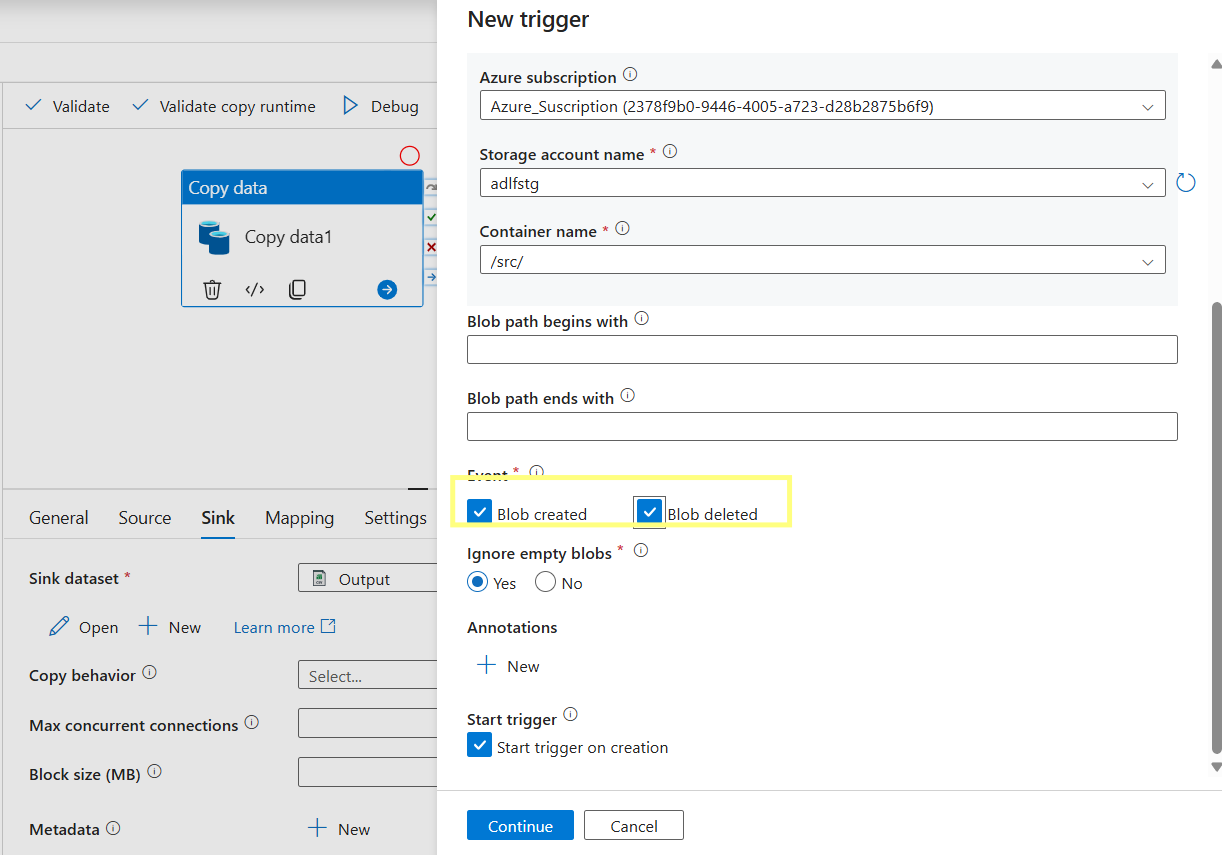 New trigger
Azure subscription
Azure_Suscription (2378f9b0-9446-4005-a723-d28b2875b6f9)
Storage account name *
adlfstg
Container name *
/src/
Blob path begins with
Blob path ends with
Event *
Blob created Blob deleted
Ignore empty blobs *
Yes No
Annotations
New
Start trigger
Start trigger on creation
Continue Cancel
Validate Validate copy runtime Debug
Copy data
Copy data1
General Source Sink Mapping Settings
Sink dataset * Output
Open New Learn more
Copy behavior Select...
Max concurrent connections
Block size (MB)
Metadata New